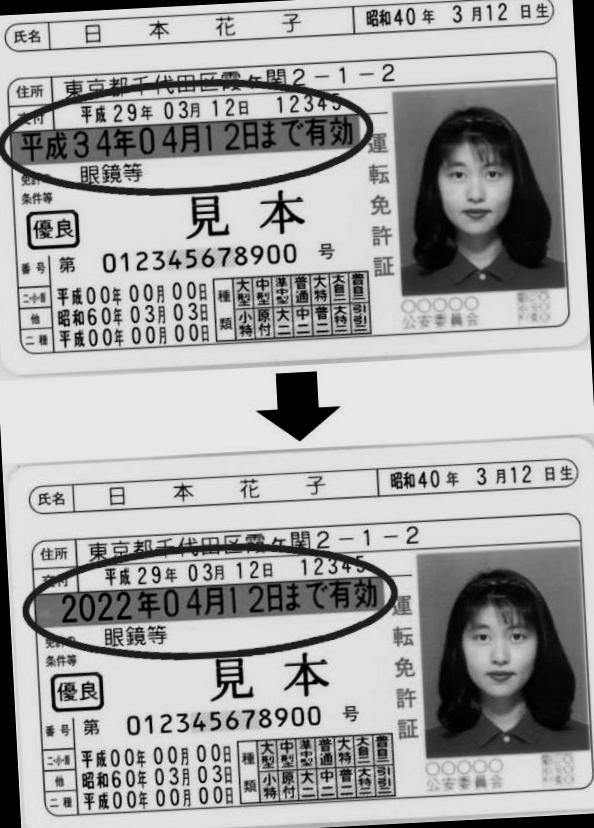 氏名 日本花子 昭和40年 3月12日生
住所 東京都千代田区霞ケ関2-1-2
交付 平成29年03月12日 12345
平成34年04月12日まで有効
眼鏡等
条件等
優良
見本
番号 第 012345678900 号
二・小・原 平成00年00月00日
他 昭和60年03月03日
二種 平成00年00月00日
種類 大型 中型 準中型 普通 大特 大自二 普自二
小特 原付 大二 中二 普二 大特二 引引二
運転免許証
○○○○○
公安委員会
氏名 日本花子 昭和40年 3月12日生
住所 東京都千代田区霞ケ関2-1-2
交付 平成29年03月12日 12345
2022年04月12日まで有効
眼鏡等
条件等
優良
見本
番号 第 012345678900 号
二・小・原 平成00年00月00日
他 昭和60年03月03日
二種 平成00年00月00日
種類 大型 中型 準中型 普通 大特 大自二 普自二
小特 原付 大二 中二 普二 大特二 引引二
運転免許証
○○○○○
公安委員会